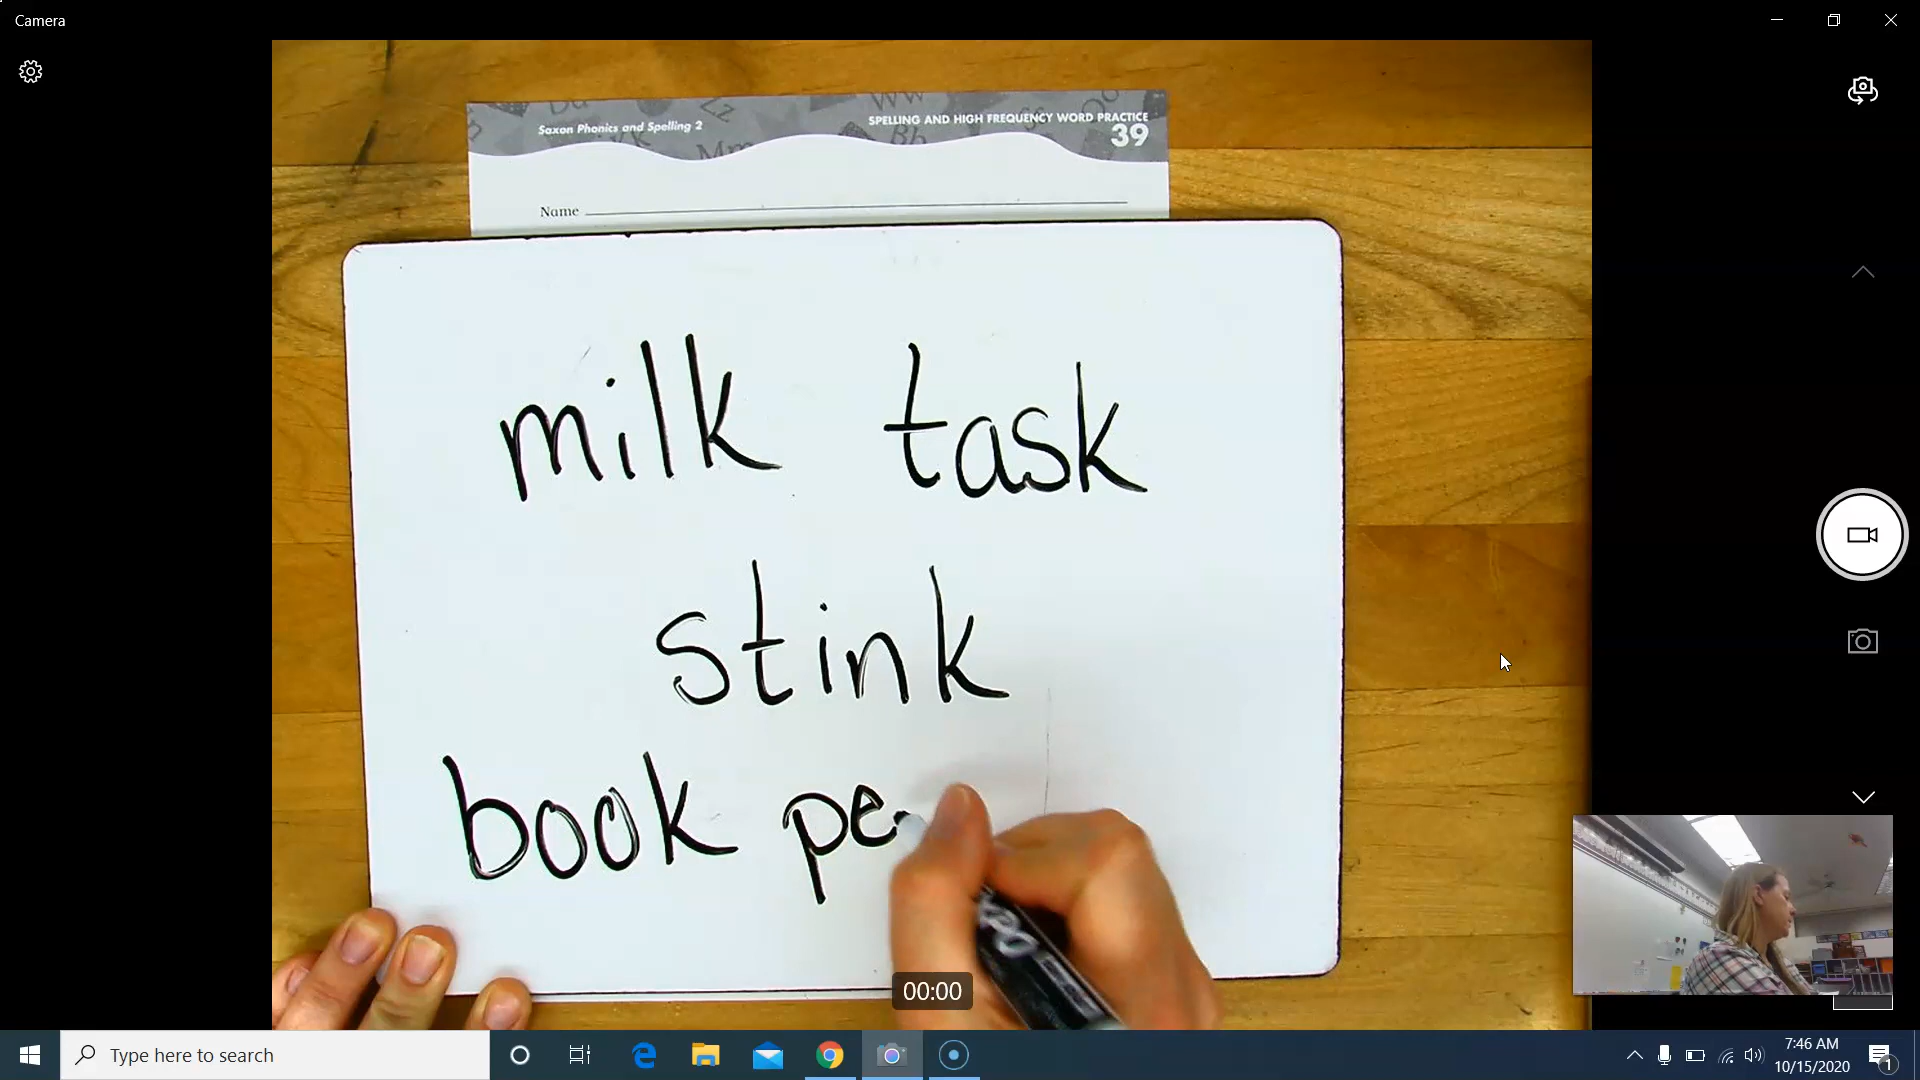 Camera
Saxon Phonics and Spelling 2
SPELLING AND HIGH FREQUENCY WORD PRACTICE
39
Name
milk task
stink
book pe
00:00
Type here to search
7:46 AM
10/15/2020
1